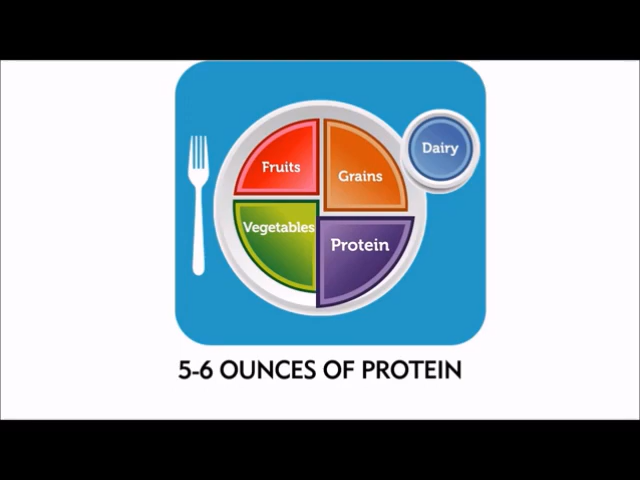 Fruits
Grains
Dairy
Vegetables
Protein
5-6 OUNCES OF PROTEIN